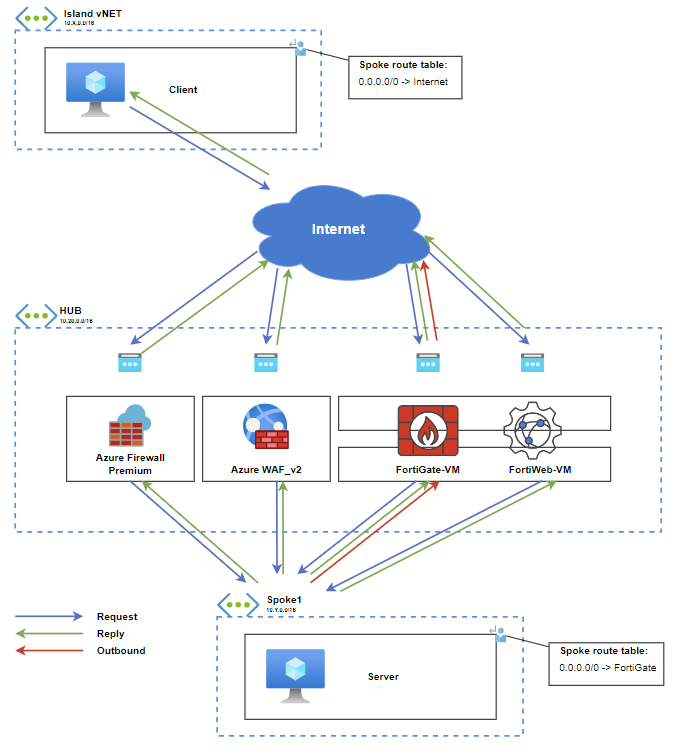 Island vNET
10.X.0.0/16
Spoke route table:
0.0.0.0/0 -> Internet
Client
Internet
HUB
10.20.0.0/16
Azure Firewall
Premium
Azure WAF_v2
FortiGate-VM
FortiWeb-VM
Spoke1
10.Y.0.0/16
Request
Reply
Outbound
Server
Spoke route table:
0.0.0.0/0 -> FortiGate